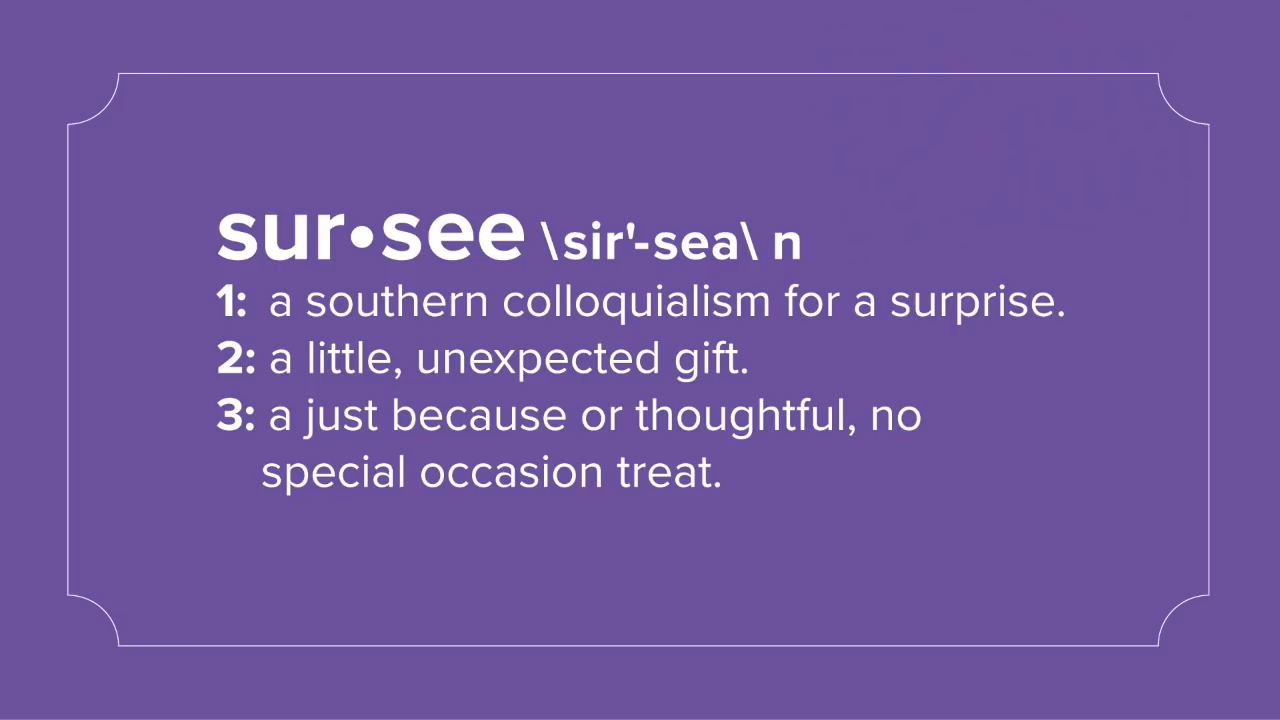 sur•see \sir'-sea\ n
1: a southern colloquialism for a surprise.
2: a little, unexpected gift.
3: a just because or thoughtful, no
special occasion treat.